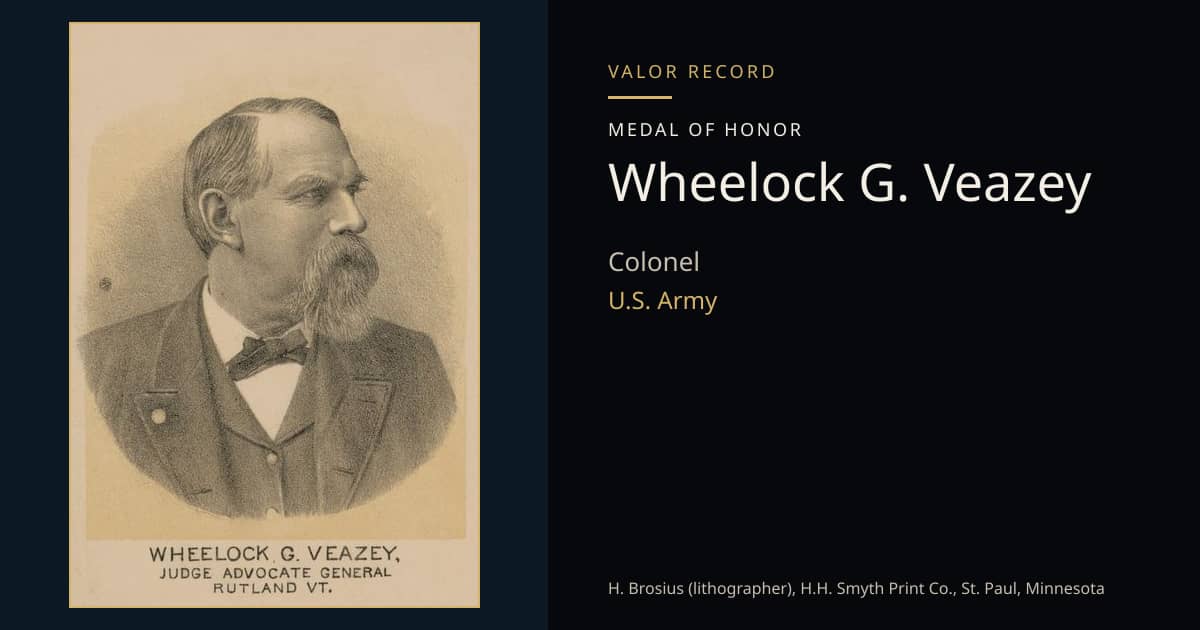 WHEELOCK G. VEAZEY,
JUDGE ADVOCATE GENERAL
RUTLAND VT.
VALOR RECORD
MEDAL OF HONOR
Wheelock G. Veazey
Colonel
U.S. Army
H. Brosius (lithographer), H.H. Smyth Print Co., St. Paul, Minnesota